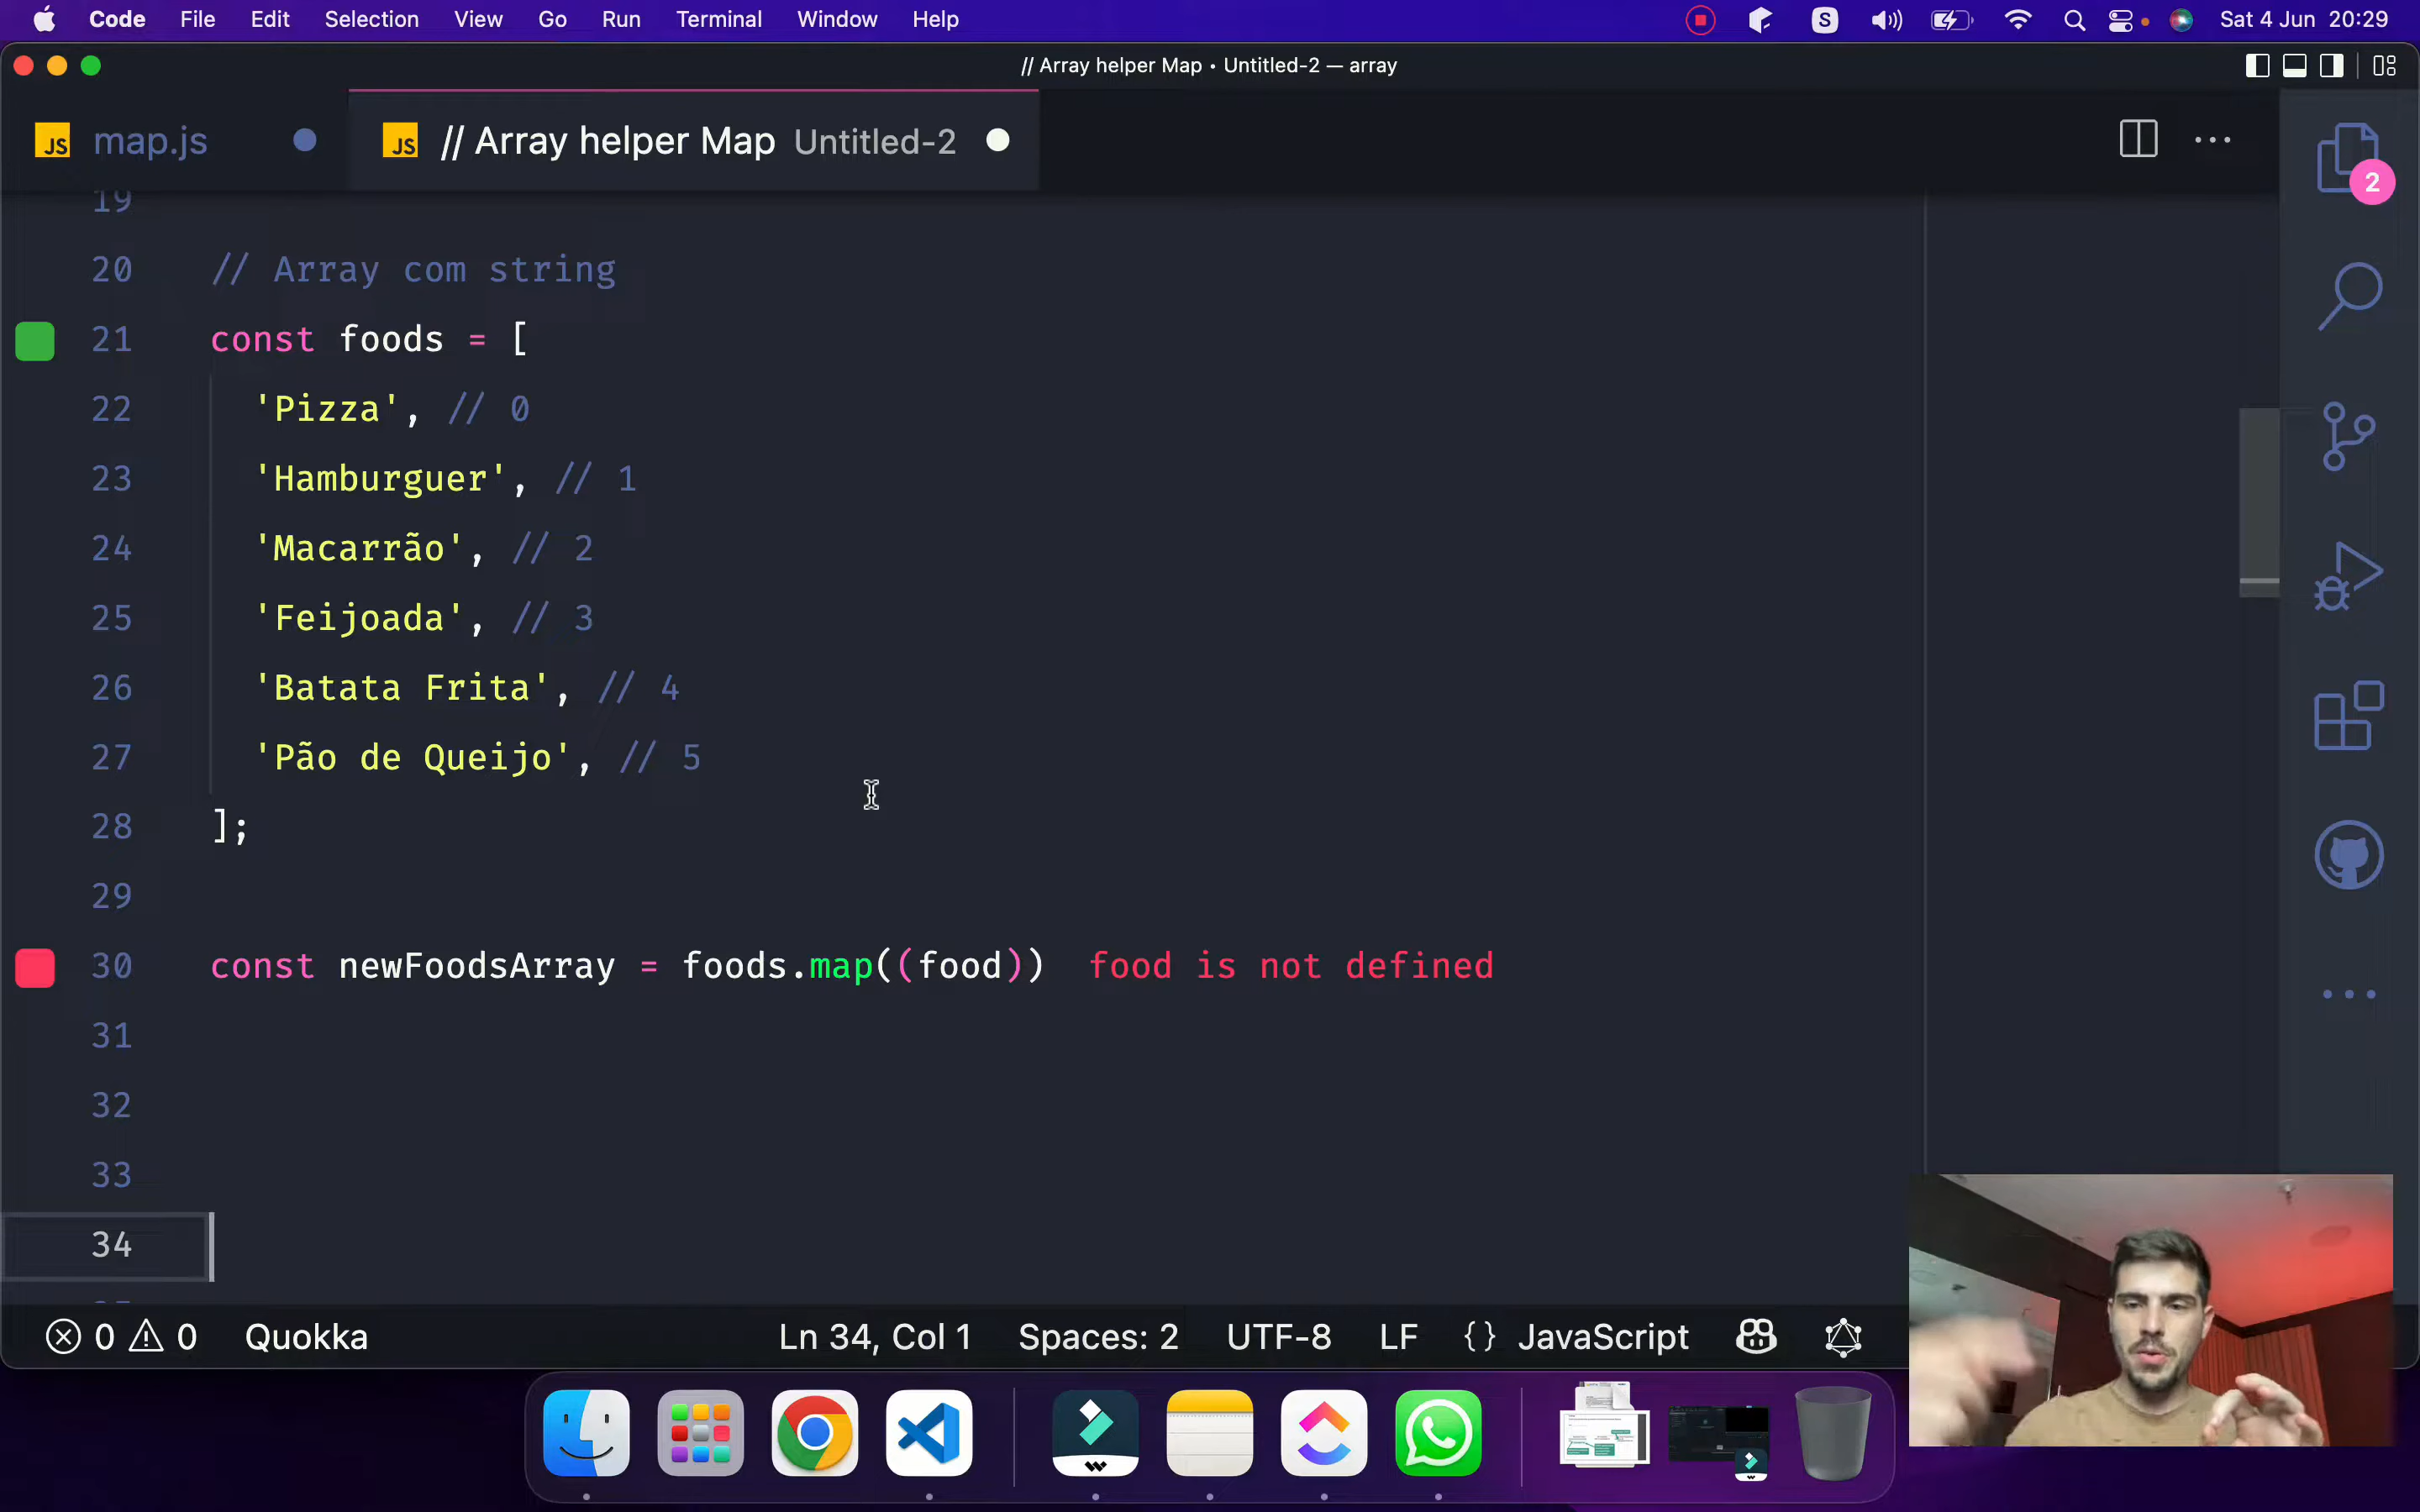 Code File Edit Selection View Go Run Terminal Window Help S Sat 4 Jun 20:29
// Array helper Map • Untitled-2 — array
JS map.js JS // Array helper Map Untitled-2
2
19
20 // Array com string
21 const foods = [
22 'Pizza', // 0
23 'Hamburguer', // 1
24 'Macarrão', // 2
25 'Feijoada', // 3
26 'Batata Frita', // 4
27 'Pão de Queijo', // 5
28 ];
29
30 const newFoodsArray = foods.map((food)) food is not defined
31
32
33
34
0 0 Quokka Ln 34, Col 1 Spaces: 2 UTF-8 LF {} JavaScript